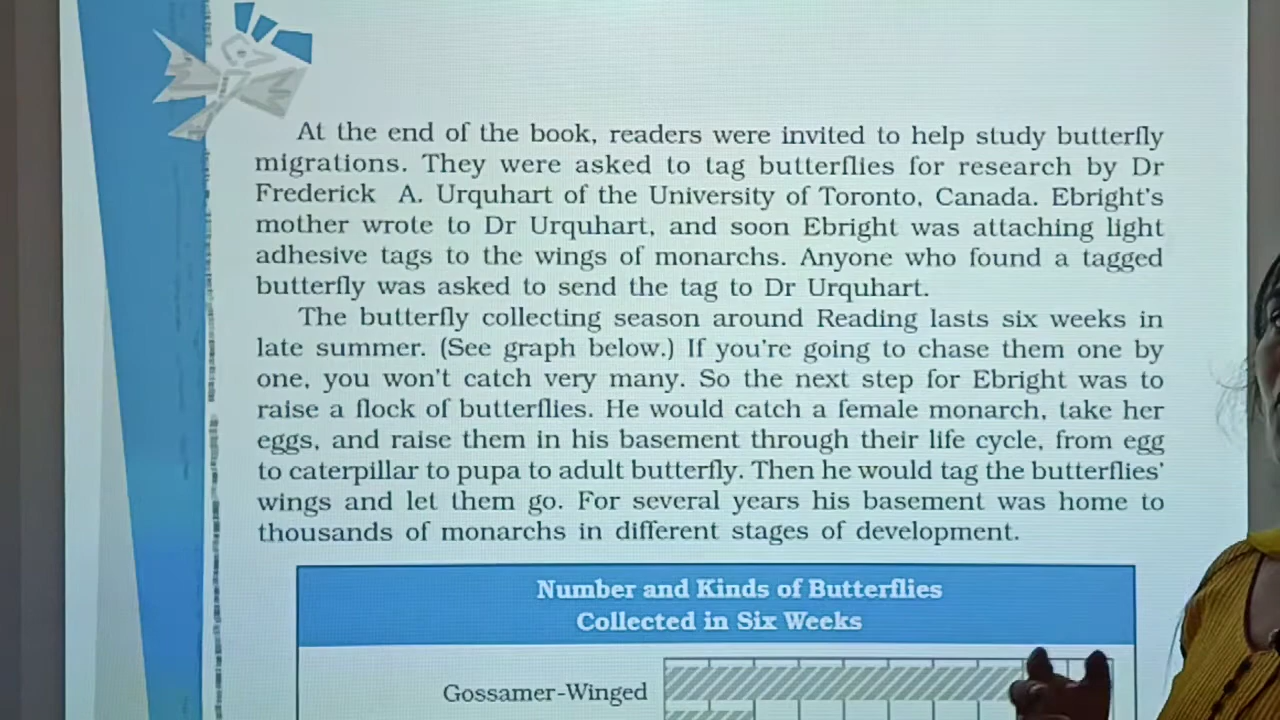 At the end of the book, readers were invited to help study butterfly
migrations. They were asked to tag butterflies for research by Dr
Frederick A. Urquhart of the University of Toronto, Canada. Ebright's
mother wrote to Dr Urquhart, and soon Ebright was attaching light
adhesive tags to the wings of monarchs. Anyone who found a tagged
butterfly was asked to send the tag to Dr Urquhart.
The butterfly collecting season around Reading lasts six weeks in
late summer. (See graph below.) If you're going to chase them one by
one, you won't catch very many. So the next step for Ebright was to
raise a flock of butterflies. He would catch a female monarch, take her
eggs, and raise them in his basement through their life cycle, from egg
to caterpillar to pupa to adult butterfly. Then he would tag the butterflies'
wings and let them go. For several years his basement was home to
thousands of monarchs in different stages of development.
Number and Kinds of Butterflies
Collected in Six Weeks
Gossamer-Winged